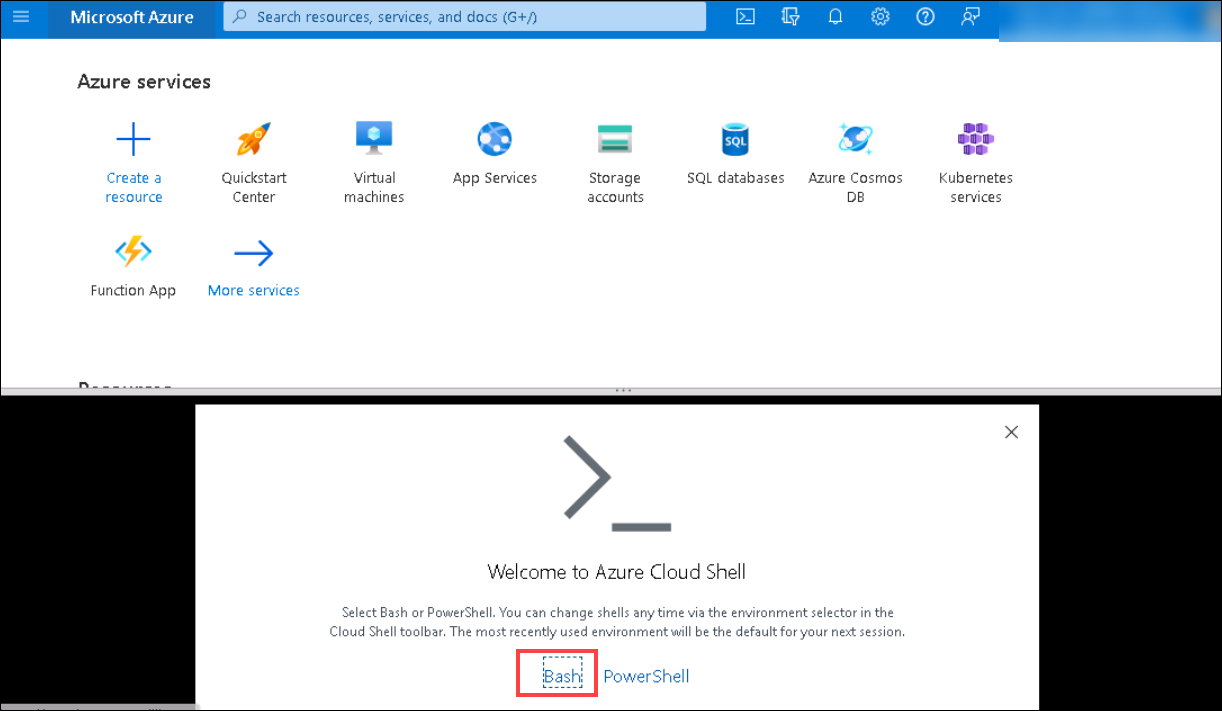 Microsoft Azure
Search resources, services, and docs (G+/)
Azure services
Create a resource
Quickstart Center
Virtual machines
App Services
Storage accounts
SQL
SQL databases
Azure Cosmos DB
Kubernetes services
Function App
More services
Resources
Welcome to Azure Cloud Shell
Select Bash or PowerShell. You can change shells any time via the environment selector in the
Cloud Shell toolbar. The most recently used environment will be the default for your next session.
Bash PowerShell